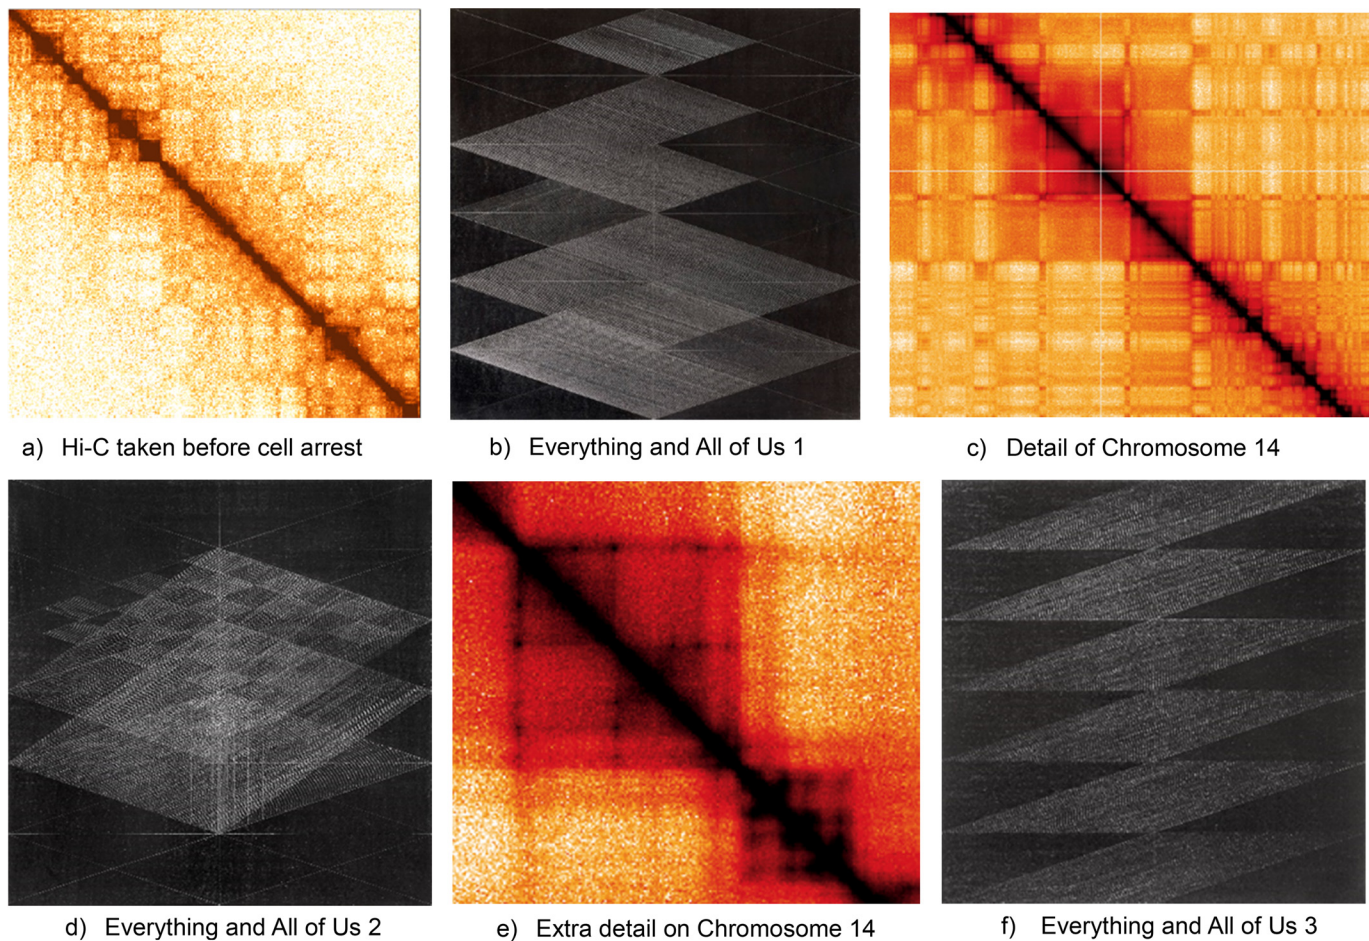 a) Hi-C taken before cell arrest
b) Everything and All of Us 1
c) Detail of Chromosome 14
d) Everything and All of Us 2
e) Extra detail on Chromosome 14
f) Everything and All of Us 3